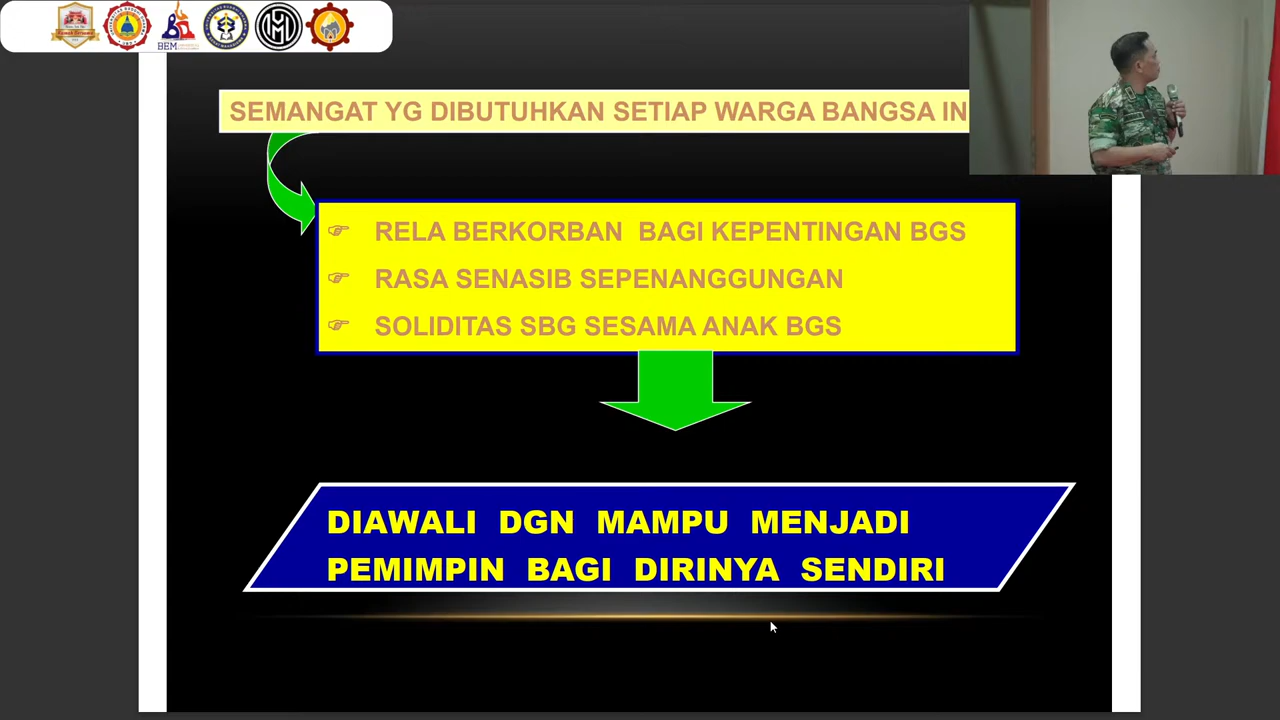 BEM
SEMANGAT YG DIBUTUHKAN SETIAP WARGA BANGSA IN
RELA BERKORBAN BAGI KEPENTINGAN BGS
RASA SENASIB SEPENANGGUNGAN
SOLIDITAS SBG SESAMA ANAK BGS
DIAWALI DGN MAMPU MENJADI
PEMIMPIN BAGI DIRINYA SENDIRI